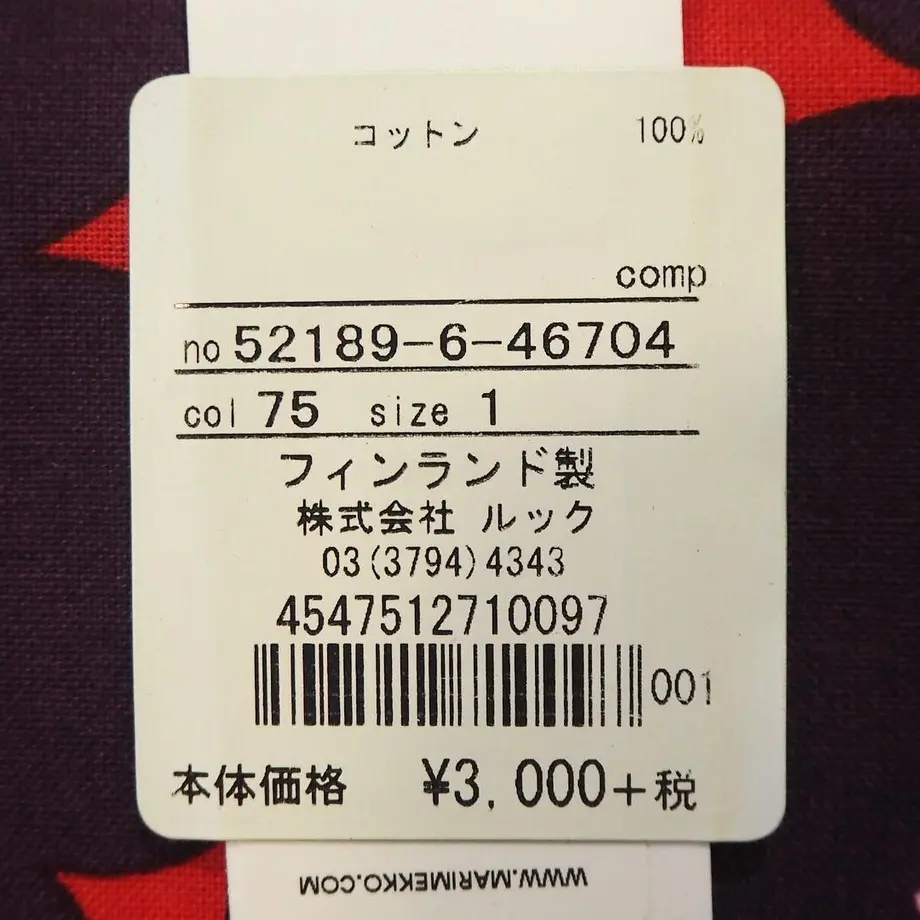 コットン 100%
comp
no 52189-6-46704
col 75 size 1
フィンランド製
株式会社 ルック
03(3794)4343
4547512710097
001
本体価格 ¥3,000+税
WWW.MARIMEKKO.COM